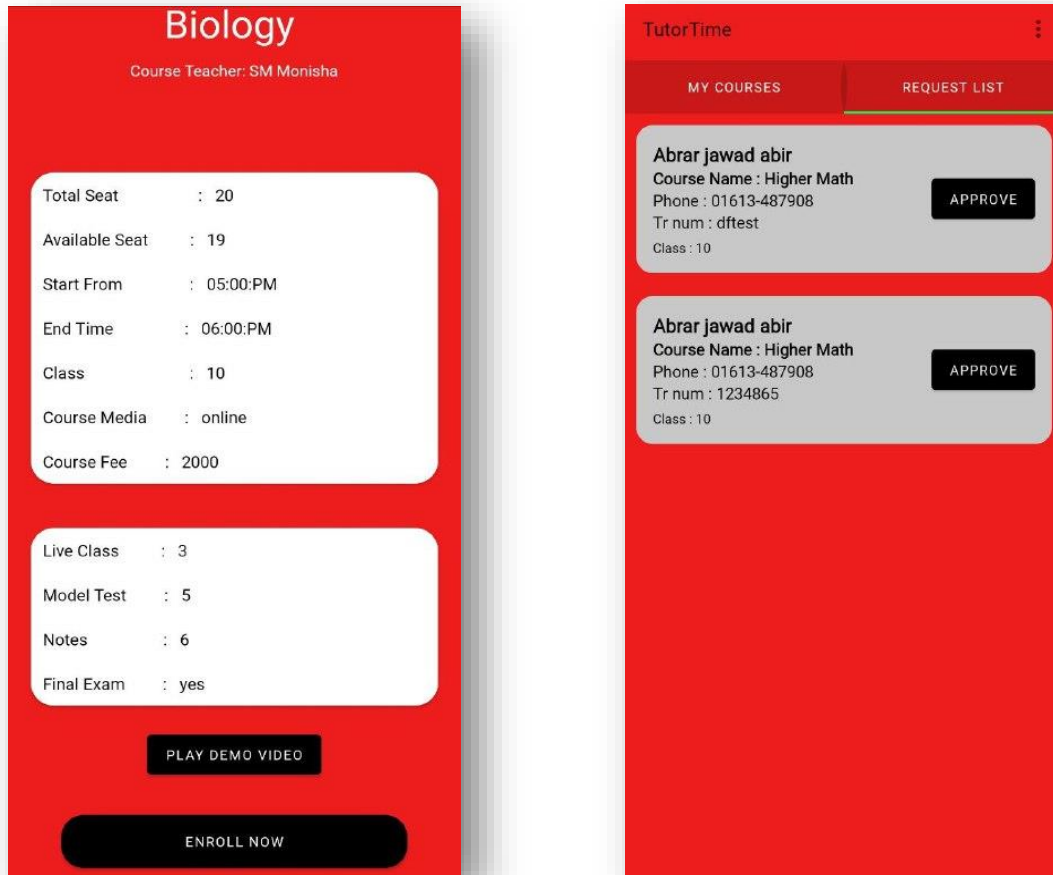 Biology
Course Teacher: SM Monisha
Total Seat : 20
Available Seat : 19
Start From : 05:00:PM
End Time : 06:00:PM
Class : 10
Course Media : online
Course Fee : 2000
Live Class : 3
Model Test : 5
Notes : 6
Final Exam : yes
PLAY DEMO VIDEO
ENROLL NOW
TutorTime
MY COURSES REQUEST LIST
Abrar jawad abir
Course Name : Higher Math
Phone : 01613-487908
Tr num : dftest
Class : 10
APPROVE
Abrar jawad abir
Course Name : Higher Math
Phone : 01613-487908
Tr num : 1234865
Class : 10
APPROVE